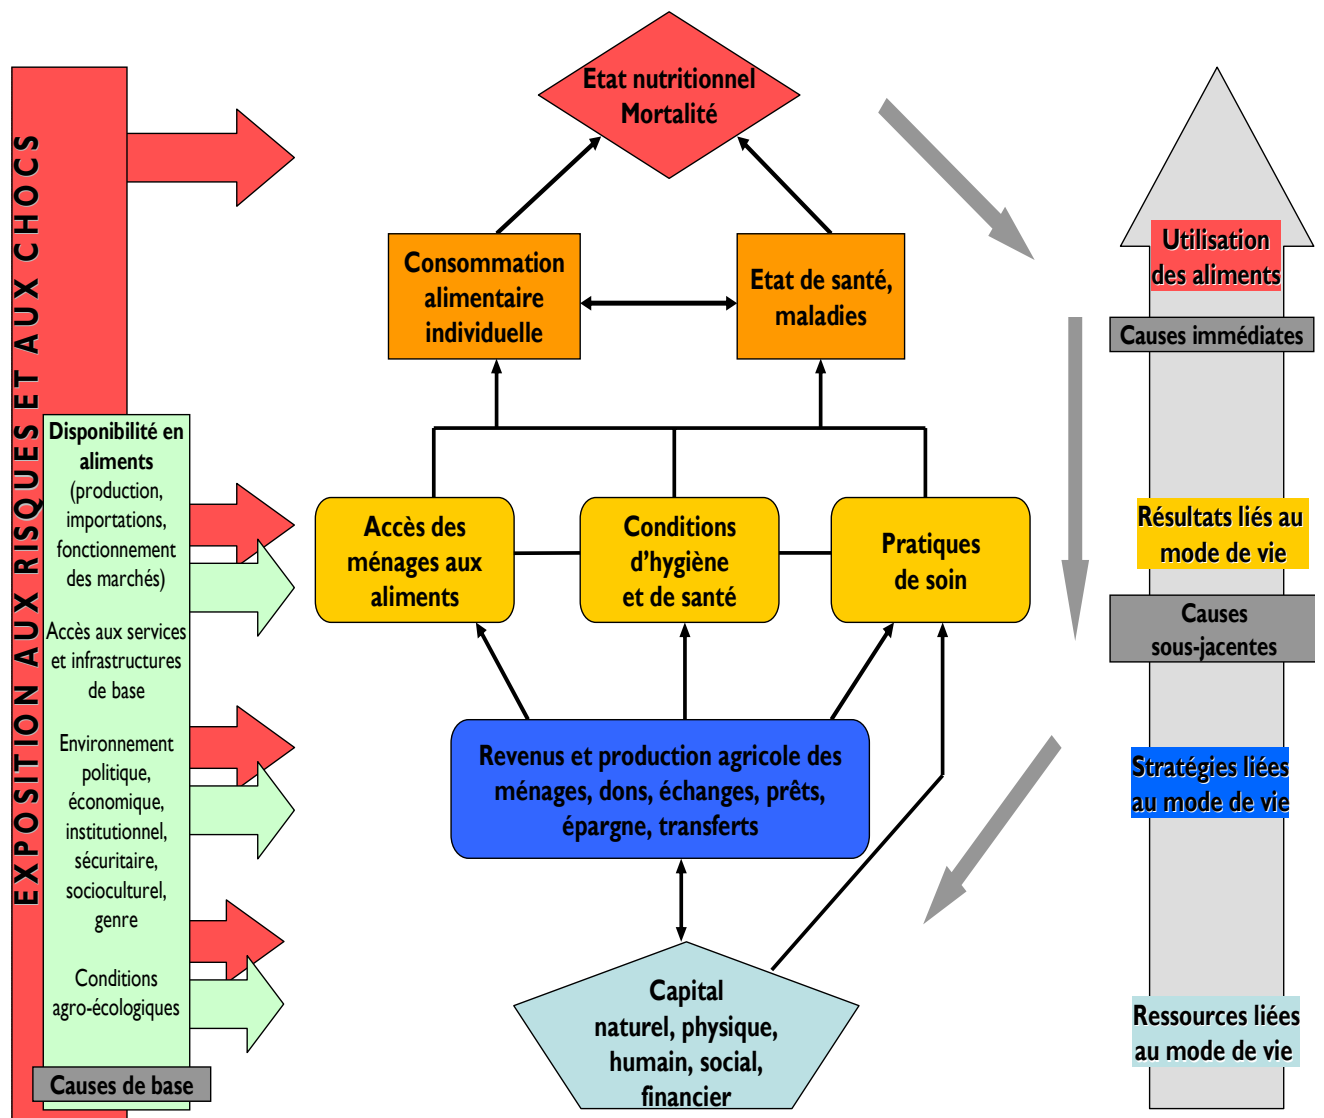 EXPOSITION AUX RISQUES ET AUX CHOCS
Etat nutritionnel
Mortalité
Consommation
alimentaire
individuelle
Etat de santé,
maladies
Utilisation
des aliments
Causes immédiates
Disponibilité en
aliments
(production,
importations,
fonctionnement
des marchés)
Accès aux services
et infrastructures
de base
Environnement
politique,
économique,
institutionnel,
sécuritaire,
socioculturel,
genre
Conditions
agro-écologiques
Causes de base
Accès des
ménages aux
aliments
Conditions
d'hygiène
et de santé
Pratiques
de soin
Résultats liés au
mode de vie
Causes
sous-jacentes
Revenus et production agricole des
ménages, dons, échanges, prêts,
épargne, transferts
Stratégies liées
au mode de vie
Capital
naturel, physique,
humain, social,
financier
Ressources liées
au mode de vie